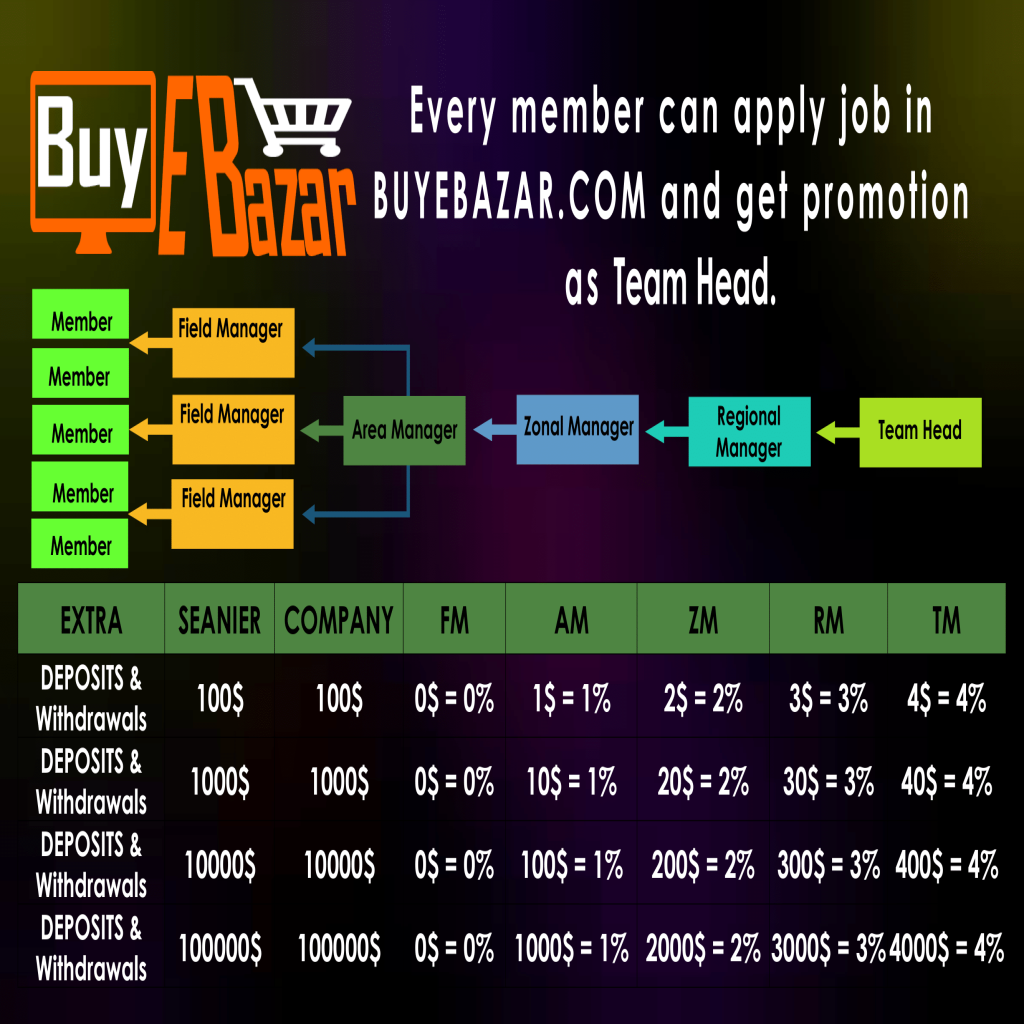 Buy E Bazar
Every member can apply job in
BUYEBAZAR.COM and get promotion
as Team Head.
Member
Member
Member
Member
Member
Field Manager
Field Manager
Field Manager
Area Manager
Zonal Manager
Regional
Manager
Team Head
EXTRA SEANIER COMPANY FM AM ZM RM TM
DEPOSITS &
Withdrawals 100$ 100$ 0$ = 0% 1$ = 1% 2$ = 2% 3$ = 3% 4$ = 4%
DEPOSITS &
Withdrawals 1000$ 1000$ 0$ = 0% 10$ = 1% 20$ = 2% 30$ = 3% 40$ = 4%
DEPOSITS &
Withdrawals 10000$ 10000$ 0$ = 0% 100$ = 1% 200$ = 2% 300$ = 3% 400$ = 4%
DEPOSITS &
Withdrawals 100000$ 100000$ 0$ = 0% 1000$ = 1% 2000$ = 2% 3000$ = 3% 4000$ = 4%